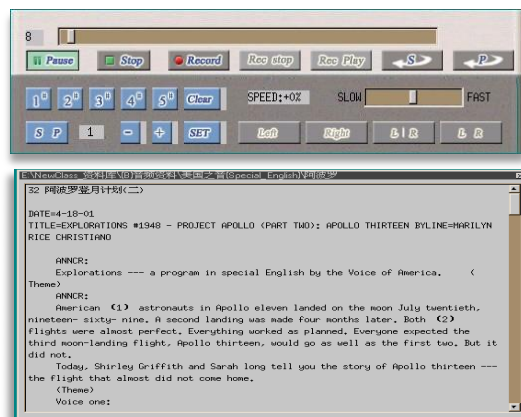 8
Pause Stop Record Rec stop Rec Play S P
1 2 3 4 5 Clear SPEED:+0% SLOW FAST
S P 1 - + SET Left Right L|R L R
E:\NewClass_资料库\(B)音频资料\美国之音(Special_English)\阿波罗
32 阿波罗登月计划(二)
DATE=4-18-01
TITLE=EXPLORATIONS #1948 - PROJECT APOLLO (PART TWO): APOLLO THIRTEEN BYLINE=MARILYN
RICE CHRISTIANO
ANNCR:
Explorations --- a program in special English by the Voice of America. (
Theme)
ANNCR:
American (1) astronauts in Apollo eleven landed on the moon July twentieth,
nineteen- sixty- nine. A second landing was made four months later. Both (2)
flights were almost perfect. Everything worked as planned. Everyone expected the
third moon-landing flight, Apollo thirteen, would go as well as the first two. But it
did not.
Today, Shirley Griffith and Sarah long tell you the story of Apollo thirteen ---
the flight that almost did not come home.
(Theme)
Voice one: